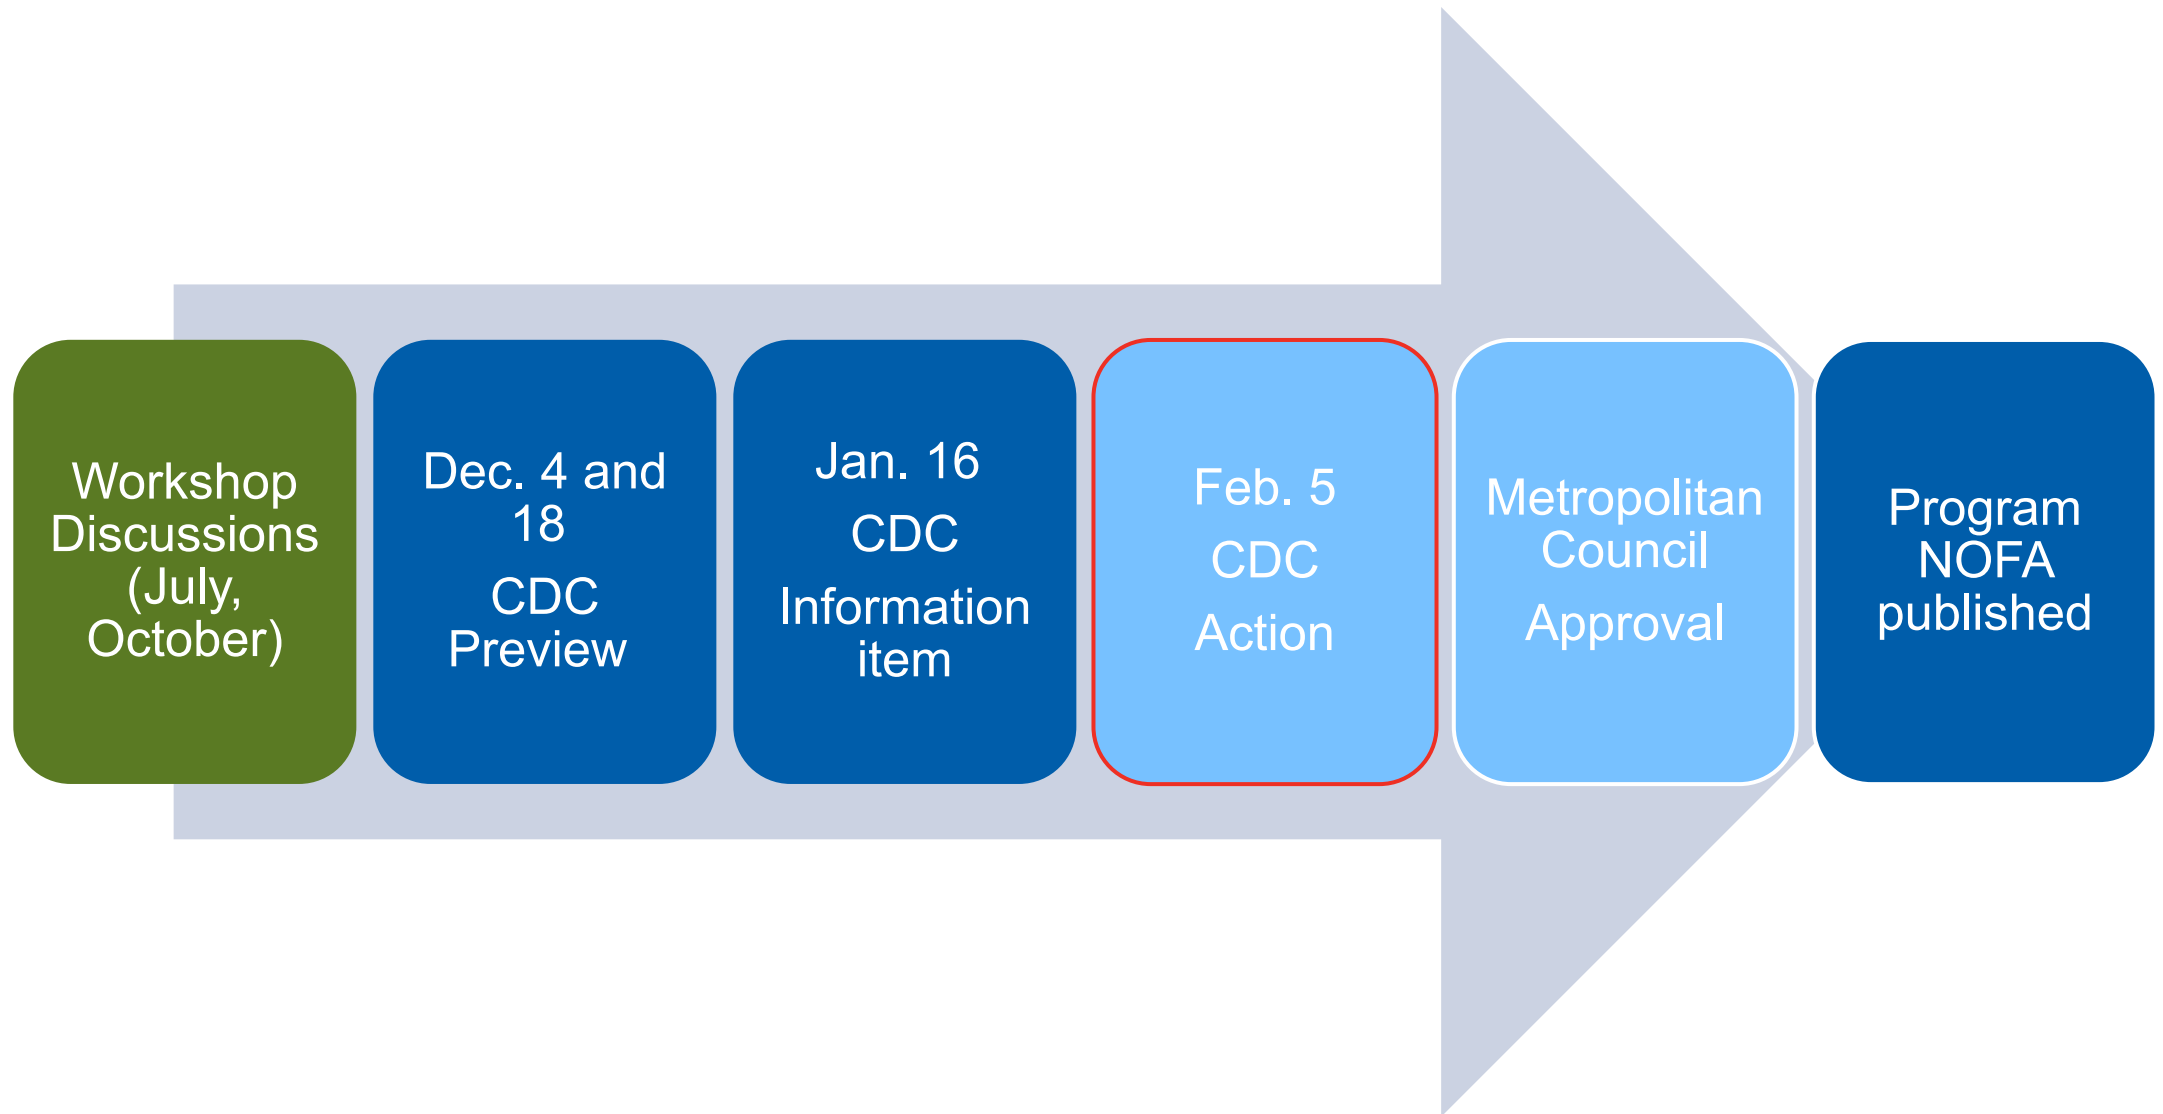 Workshop
Discussions
(July,
October)
Dec. 4 and
18
CDC
Preview
Jan. 16
CDC
Information
item
Feb. 5
CDC
Action
Metropolitan
Council
Approval
Program
NOFA
published